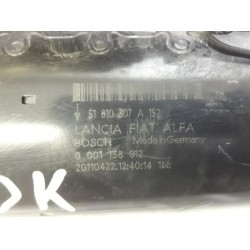 51 810 307 A 152
LANCIA FIAT ALFA
BOSCH Made in Germany
0 001 138 013
20110422.12:40:14
OK